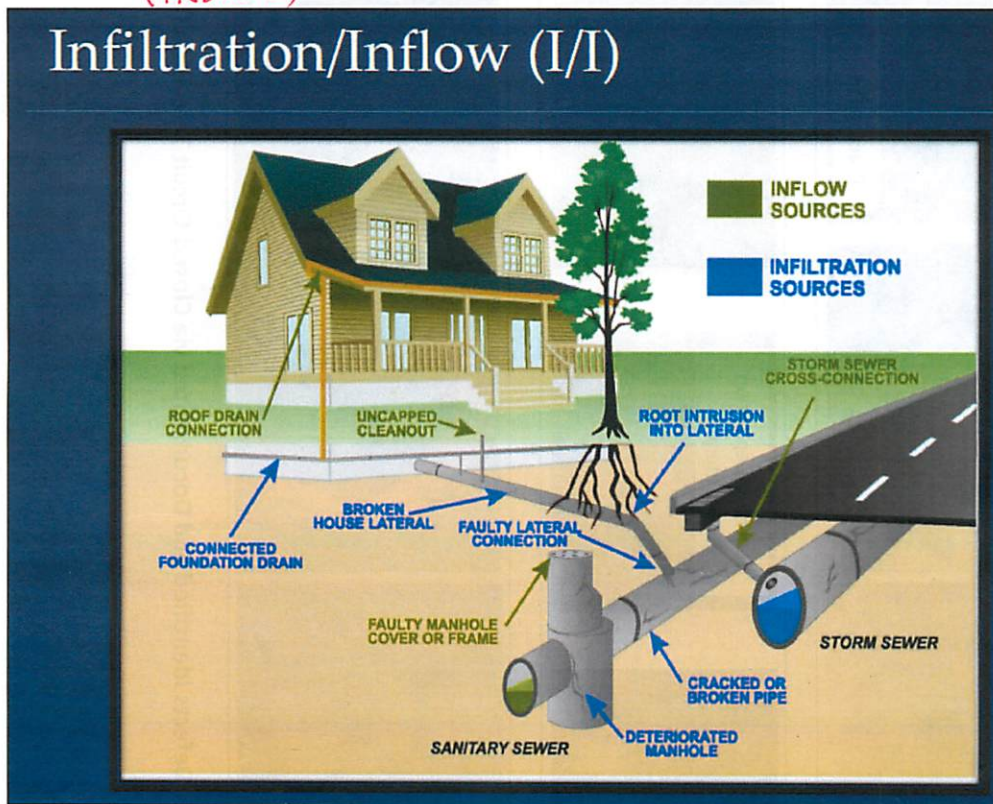 Infiltration/Inflow (I/I)
INFLOW
SOURCES
INFILTRATION
SOURCES
STORM SEWER
CROSS-CONNECTION
ROOF DRAIN
CONNECTION
UNCAPPED
CLEANOUT
ROOT INTRUSION
INTO LATERAL
BROKEN
HOUSE LATERAL
FAULTY LATERAL
CONNECTION
CONNECTED
FOUNDATION DRAIN
FAULTY MANHOLE
COVER OR FRAME
STORM SEWER
CRACKED OR
BROKEN PIPE
SANITARY SEWER
DETERIORATED
MANHOLE